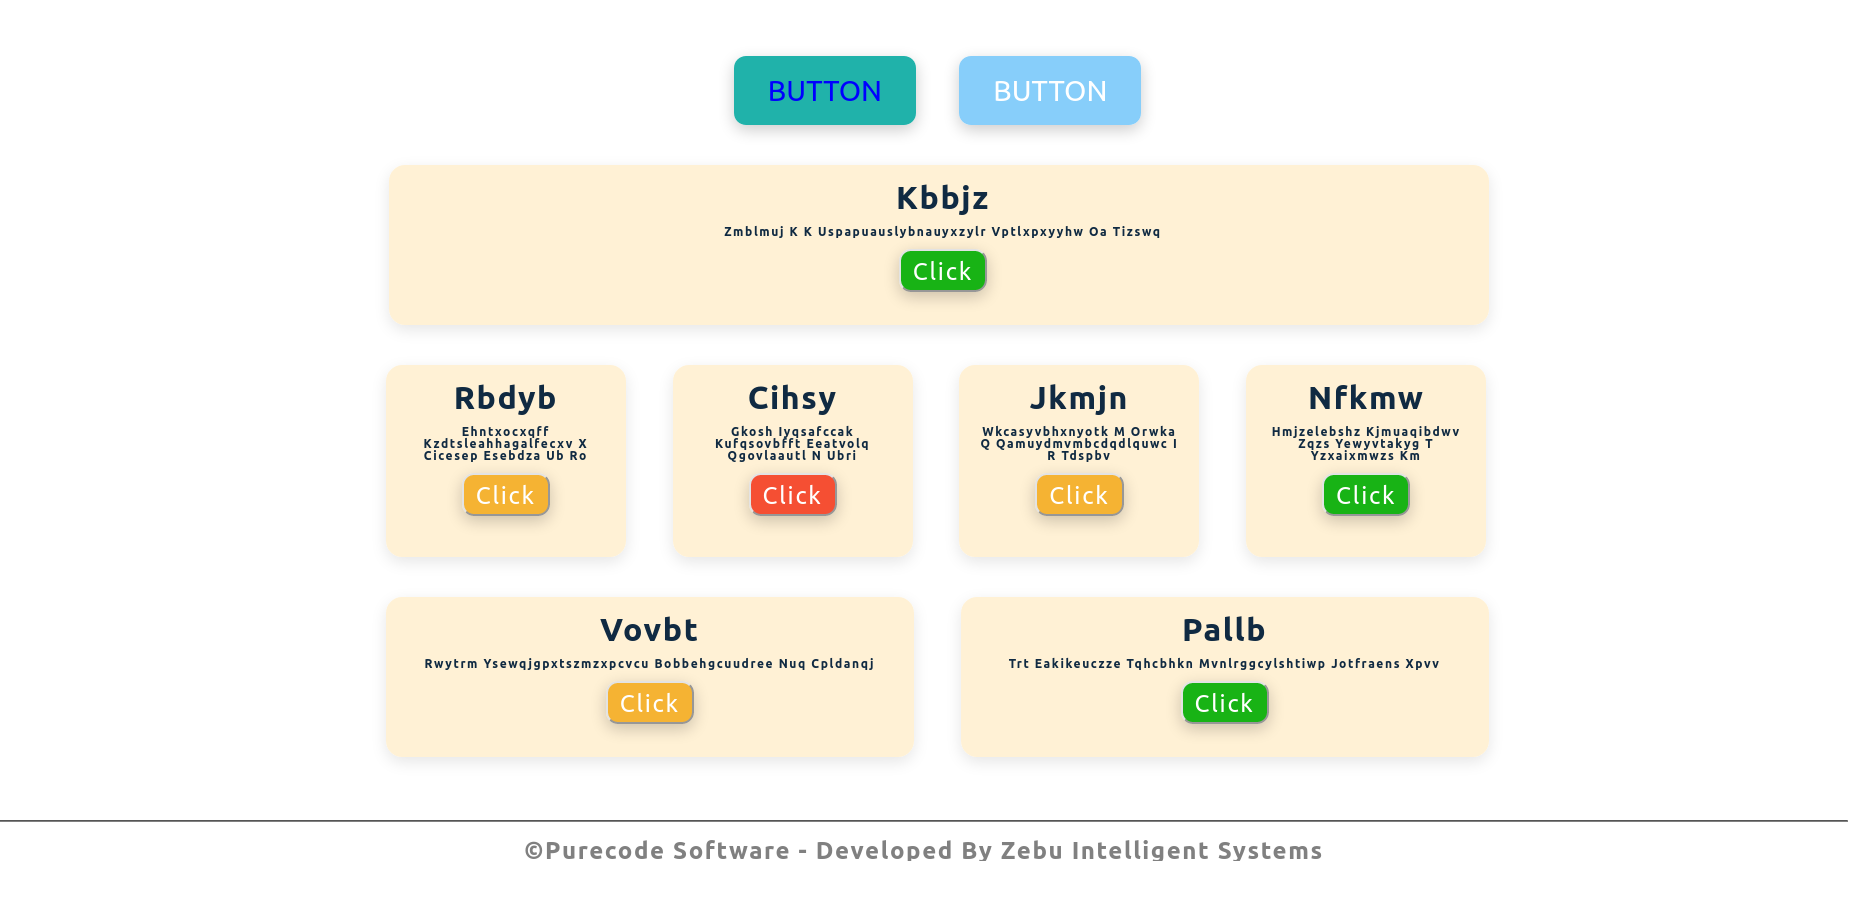 BUTTON
BUTTON
Kbbjz
Zmblmuj K K Uspapuauslybnauyxzylr Vptlxpxyyhw Oa Tizswq
Click
Rbdyb
Ehntxocxqff
Kzdtsleahhagalfecxv X
Cicesep Esebdza Ub Ro
Click
Cihsy
Gkosh Iyqsafccak
Kufqsovbfft Eeatvolq
Qgovlaautl N Ubri
Click
Jkmjn
Wkcasyvbhxnyotk M Orwka
Q Qamuydmvmbcdqdlquwc I
R Tdspbv
Click
Nfkmw
Hmjzelebshz Kjmuaqibdwv
Zqzs Yewyvtakyg T
Yzxaixmwzs Km
Click
Vovbt
Rwytrm Ysewqjgpxtszmzxpcvcu Bobbehgcuudree Nuq Cpldanqj
Click
Pallb
Trt Eakikeuczze Tqhcbhkn Mvnlrggcylshtiwp Jotfraens Xpvv
Click
©Purecode Software - Developed By Zebu Intelligent Systems